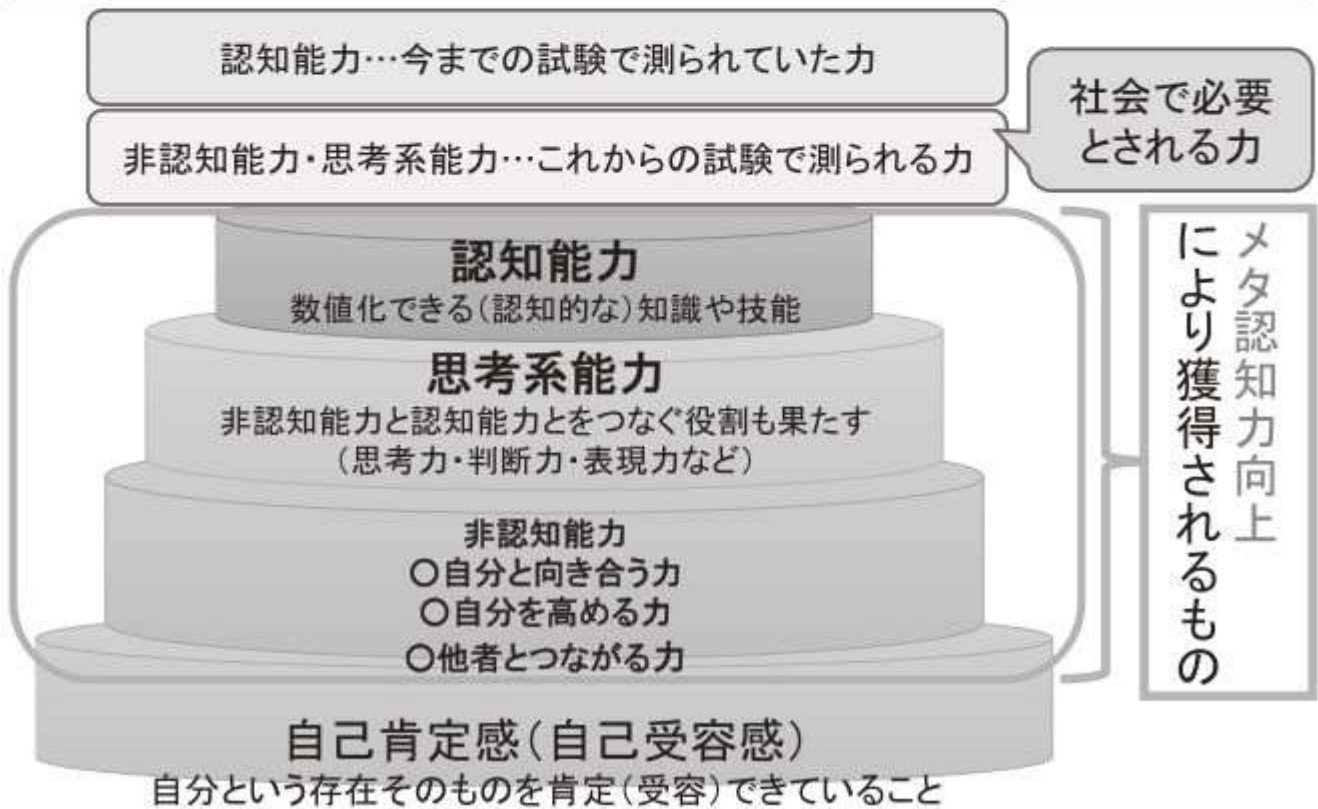 認知能力…今までの試験で測られていた力
非認知能力・思考系能力…これからの試験で測られる力
社会で必要
とされる力
認知能力
数値化できる(認知的な)知識や技能
思考系能力
非認知能力と認知能力とをつなぐ役割も果たす
(思考力・判断力・表現力など)
非認知能力
○自分と向き合う力
○自分を高める力
○他者とつながる力
自己肯定感(自己受容感)
自分という存在そのものを肯定(受容)できていること
メタ認知力向上
により獲得されるもの